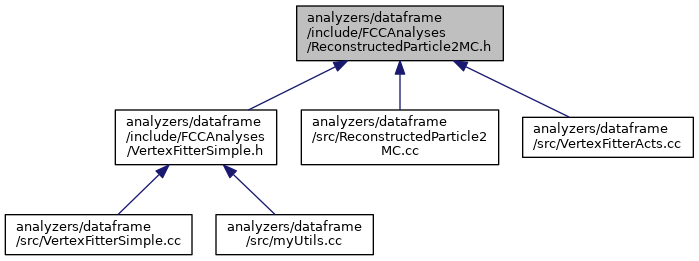 analyzers/dataframe
/include/FCCAnalyses
/ReconstructedParticle2MC.h
analyzers/dataframe
/include/FCCAnalyses
/VertexFitterSimple.h
analyzers/dataframe
/src/ReconstructedParticle2
MC.cc
analyzers/dataframe
/src/VertexFitterActs.cc
analyzers/dataframe
/src/VertexFitterSimple.cc
analyzers/dataframe
/src/myUtils.cc